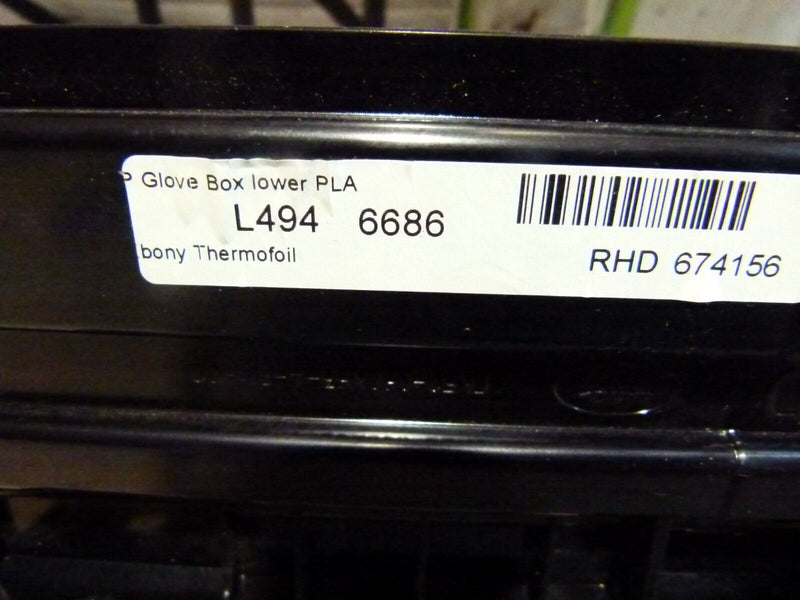 P Glove Box lower PLA
L494 6686
bony Thermofoil
RHD 674156